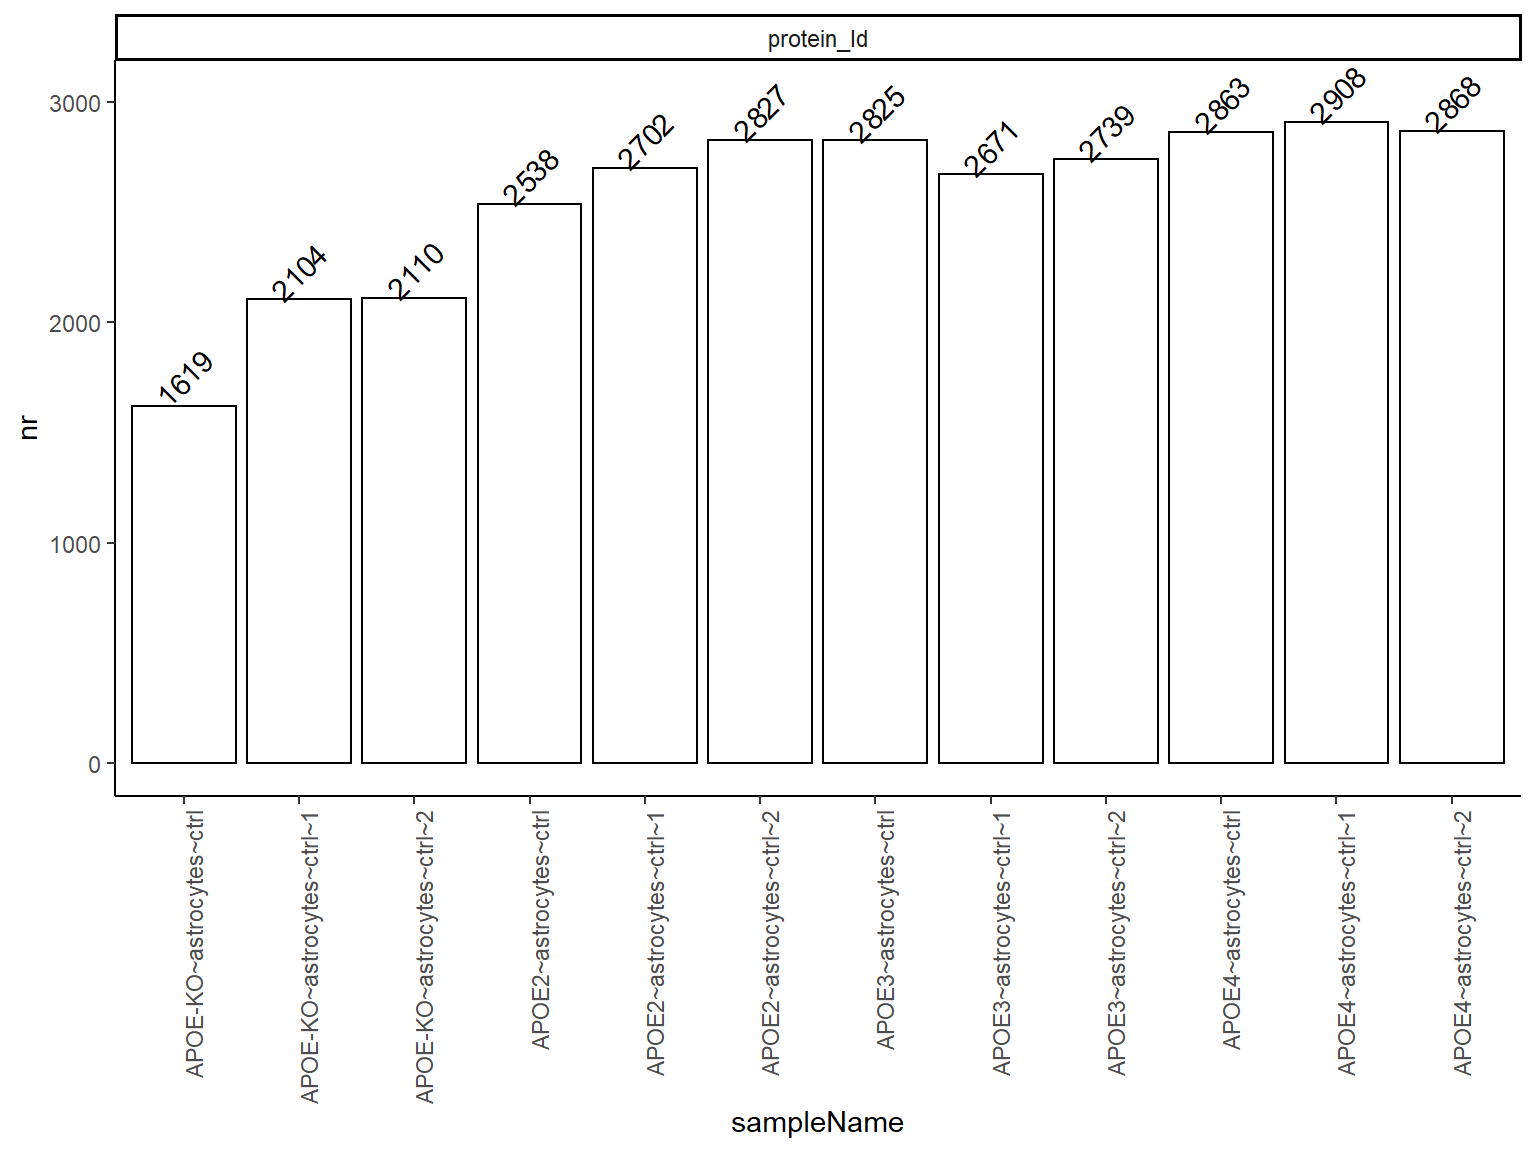 protein_Id
3000
2000
1000
0
nr
1619
2104
2110
2538
2702
2827
2825
2671
2739
2863
2908
2868
APOE-KO~astrocytes~ctrl
APOE-KO~astrocytes~ctrl~1
APOE-KO~astrocytes~ctrl~2
APOE2~astrocytes~ctrl
APOE2~astrocytes~ctrl~1
APOE2~astrocytes~ctrl~2
APOE3~astrocytes~ctrl
APOE3~astrocytes~ctrl~1
APOE3~astrocytes~ctrl~2
APOE4~astrocytes~ctrl
APOE4~astrocytes~ctrl~1
APOE4~astrocytes~ctrl~2
sampleName